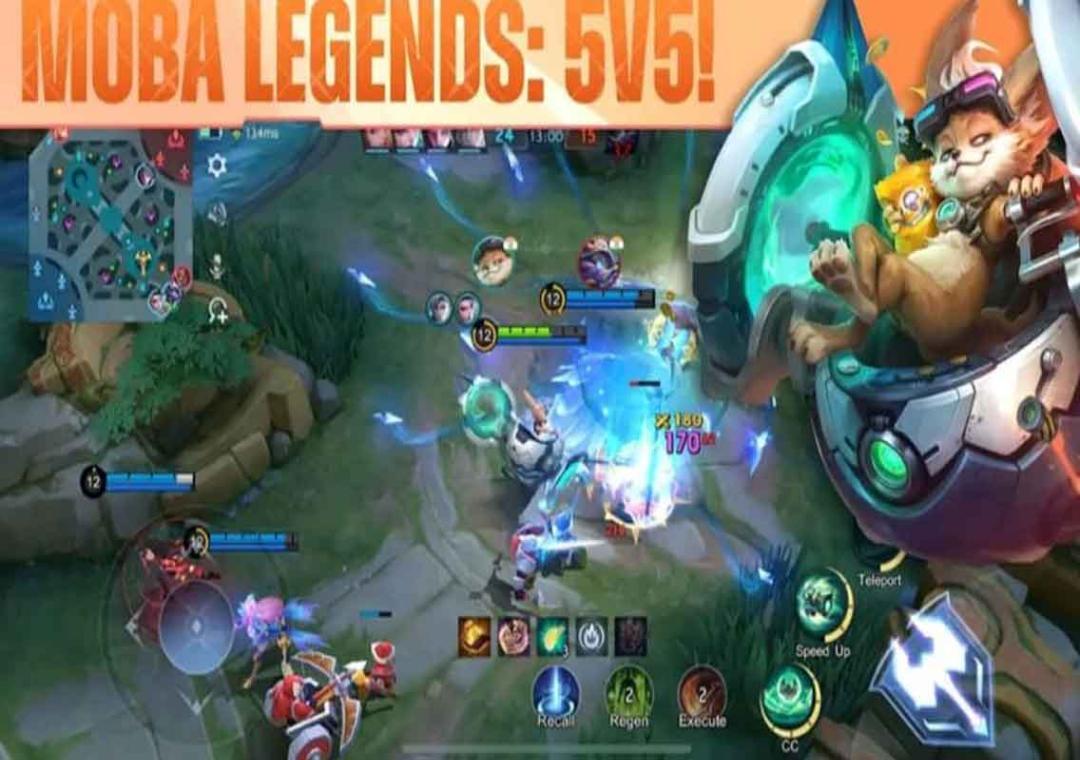 MOBA LEGENDS: 5V5!
134ms
24 13:00 15
12
12
180
170
12
Teleport
3
Speed Up
2
2
Recall Regen Execute
CC